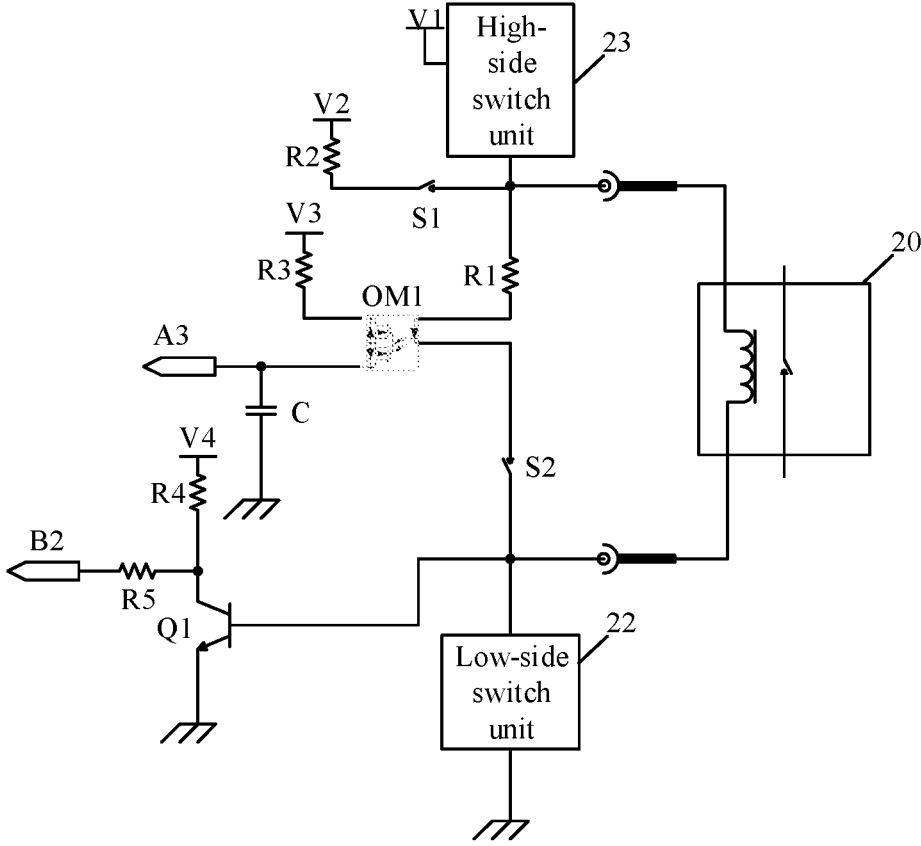 V1
High-
side
switch
unit
23
V2
R2
S1
V3
R3
R1
20
OM1
A3
C
V4
S2
R4
B2
R5
Q1
22
Low-side
switch
unit